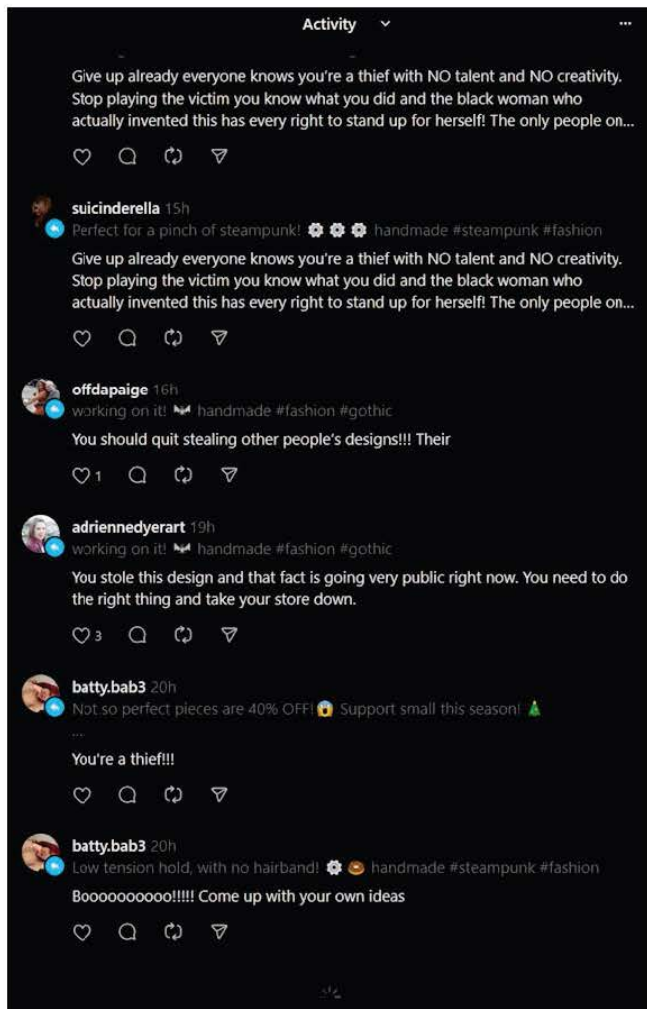 Activity
Give up already everyone knows you're a thief with NO talent and NO creativity.
Stop playing the victim you know what you did and the black woman who
actually invented this has every right to stand up for herself! The only people on...
suicinderella 15h
Perfect for a pinch of steampunk! ⚙️ ⚙️ ⚙️ handmade #steampunk #fashion
Give up already everyone knows you're a thief with NO talent and NO creativity.
Stop playing the victim you know what you did and the black woman who
actually invented this has every right to stand up for herself! The only people on...
offdapaige 16h
working on it! 🦇 handmade #fashion #gothic
You should quit stealing other people's designs!!! Their
1
adriennedyerart 19h
working on it! 🦇 handmade #fashion #gothic
You stole this design and that fact is going very public right now. You need to do
the right thing and take your store down.
3
batty.bab3 20h
Not so perfect pieces are 40% OFF!😱 Support small this season! 🎄
...
You're a thief!!!
batty.bab3 20h
Low tension hold, with no hairband! ⚙️ 🍩 handmade #steampunk #fashion
Boooooooooo!!!!! Come up with your own ideas